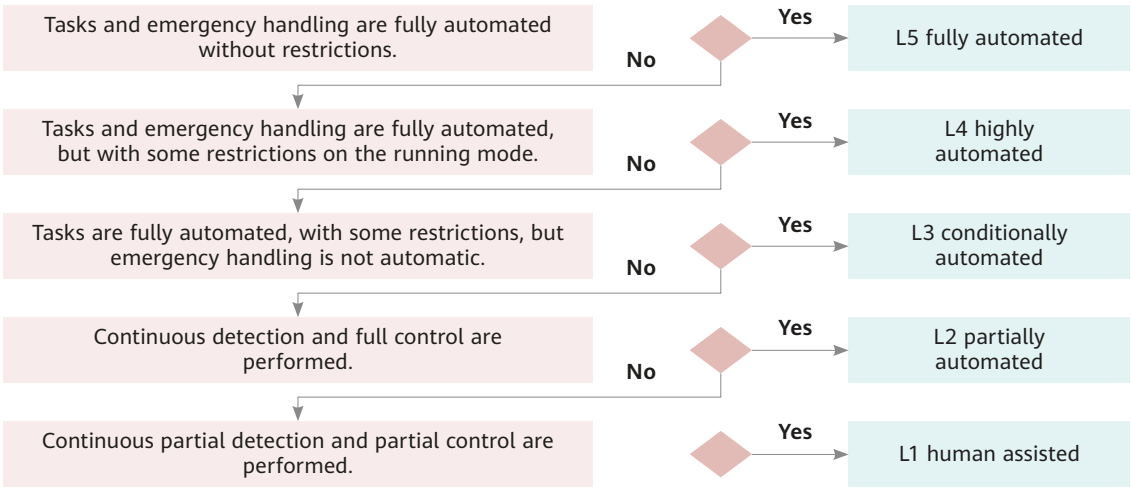 Tasks and emergency handling are fully automated
without restrictions.
Yes
L5 fully automated
No
Tasks and emergency handling are fully automated,
but with some restrictions on the running mode.
Yes
L4 highly
automated
No
Tasks are fully automated, with some restrictions, but
emergency handling is not automatic.
Yes
L3 conditionally
automated
No
Continuous detection and full control are
performed.
Yes
L2 partially
automated
No
Continuous partial detection and partial control are
performed.
Yes
L1 human assisted